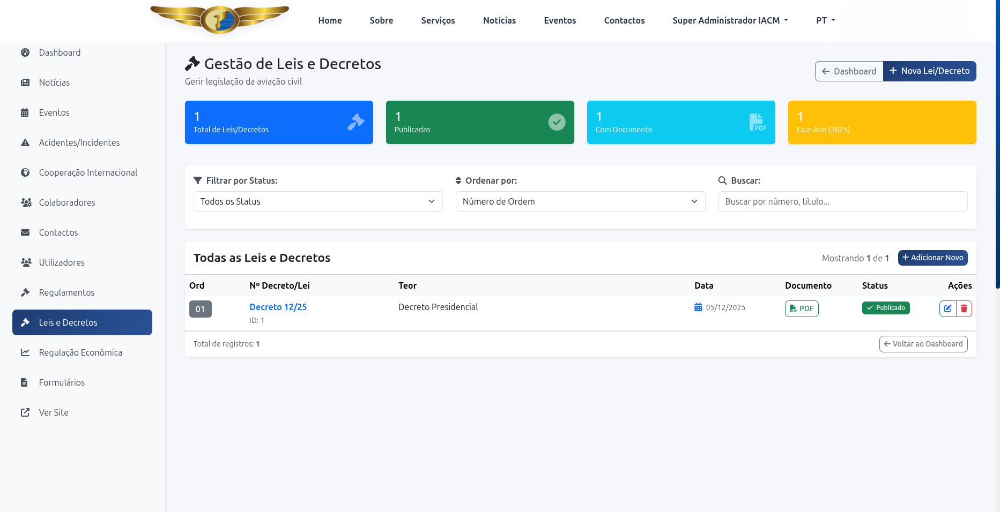 Home Sobre Serviços Notícias Eventos Contactos Super Administrador IACM PT
Dashboard
Notícias
Eventos
Acidentes/Incidentes
Cooperação Internacional
Colaboradores
Contactos
Utilizadores
Regulamentos
Leis e Decretos
Regulação Econômica
Formulários
Ver Site
Gestão de Leis e Decretos
Gerir legislação da aviação civil
Dashboard Nova Lei/Decreto
1
Total de Leis/Decretos
1
Publicadas
1
Com Documento
PDF
1
Este Ano (2025)
Filtrar por Status:
Todos os Status
Ordenar por:
Número de Ordem
Buscar:
Buscar por número, título...
Todas as Leis e Decretos
Mostrando 1 de 1 Adicionar Novo
Ord Nº Decreto/Lei Teor Data Documento Status Ações
01 Decreto 12/25 Decreto Presidencial 05/12/2025 PDF Publicado
ID: 1
Total de registros: 1 Voltar ao Dashboard